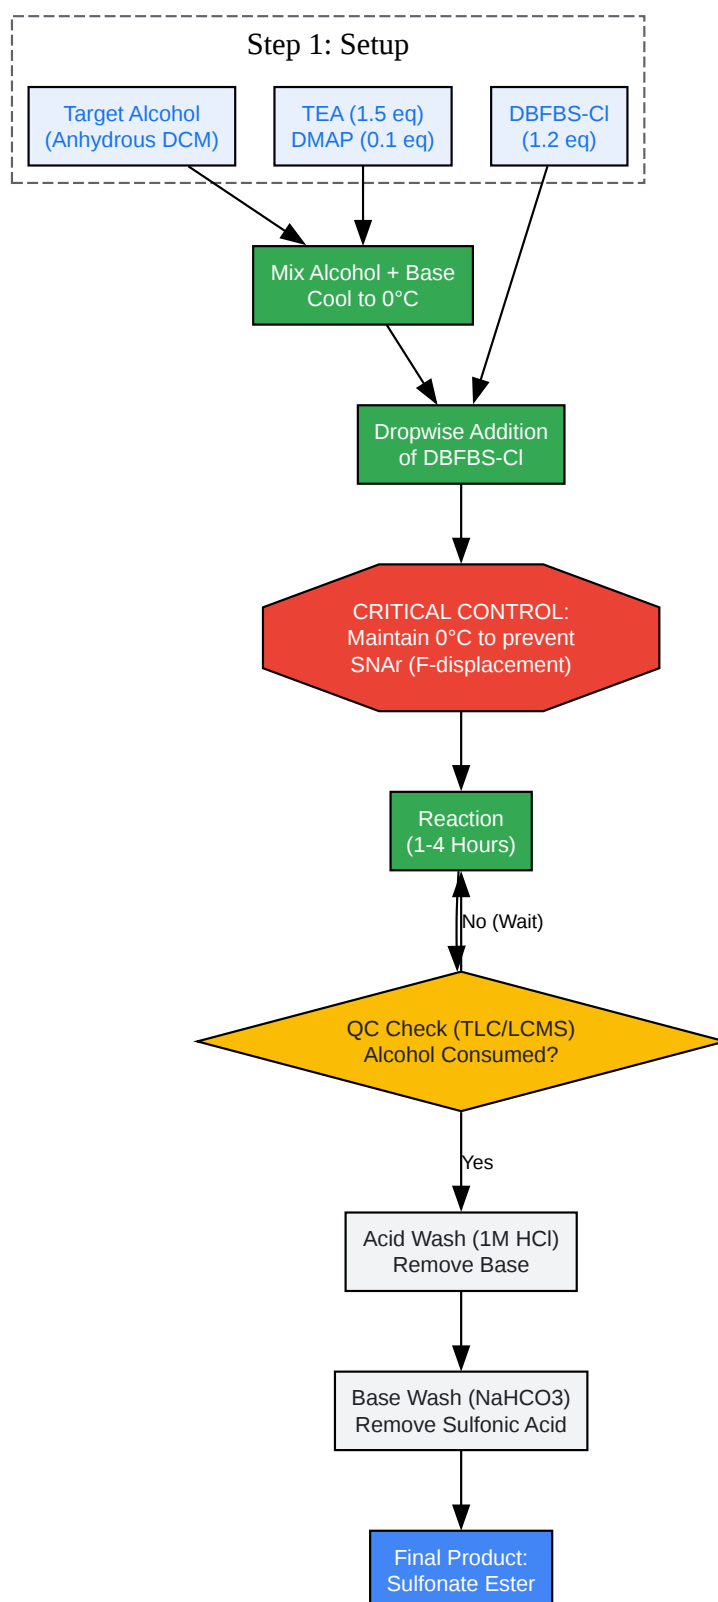 Step 1: Setup
Target Alcohol
(Anhydrous DCM)
TEA (1.5 eq)
DMAP (0.1 eq)
DBFBS-Cl
(1.2 eq)
Mix Alcohol + Base
Cool to 0°C
Dropwise Addition
of DBFBS-Cl
CRITICAL CONTROL:
Maintain 0°C to prevent
SNAr (F-displacement)
Reaction
(1-4 Hours)
No (Wait)
QC Check (TLC/LCMS)
Alcohol Consumed?
Yes
Acid Wash (1M HCl)
Remove Base
Base Wash (NaHCO3)
Remove Sulfonic Acid
Final Product:
Sulfonate Ester